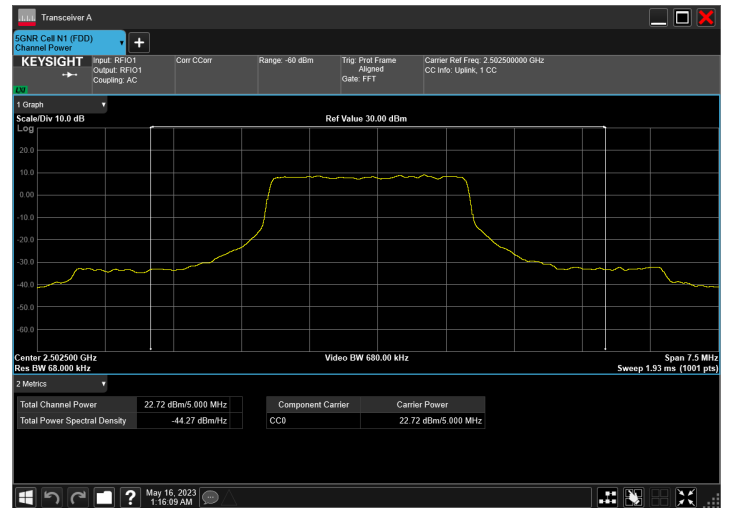 Transceiver A
5GNR Cell N1 (FDD)
Channel Power
KEYSIGHT
LXI
Input: RFIO1
Output: RFIO1
Coupling: AC
Corr CCorr
Range: -60 dBm
Trig: Prot Frame
Aligned
Gate: FFT
Carrier Ref Freq: 2.502500000 GHz
CC Info: Uplink, 1 CC
1 Graph
Scale/Div 10.0 dB
Ref Value 30.00 dBm
Log
20.0
10.0
0.00
-10.0
-20.0
-30.0
-40.0
-50.0
-60.0
Center 2.502500 GHz
Video BW 680.00 kHz
Span 7.5 MHz
Res BW 68.000 kHz
Sweep 1.93 ms (1001 pts)
2 Metrics
Total Channel Power 22.72 dBm/5.000 MHz
Total Power Spectral Density -44.27 dBm/Hz
Component Carrier Carrier Power
CC0 22.72 dBm/5.000 MHz
May 16, 2023
1:16:09 AM